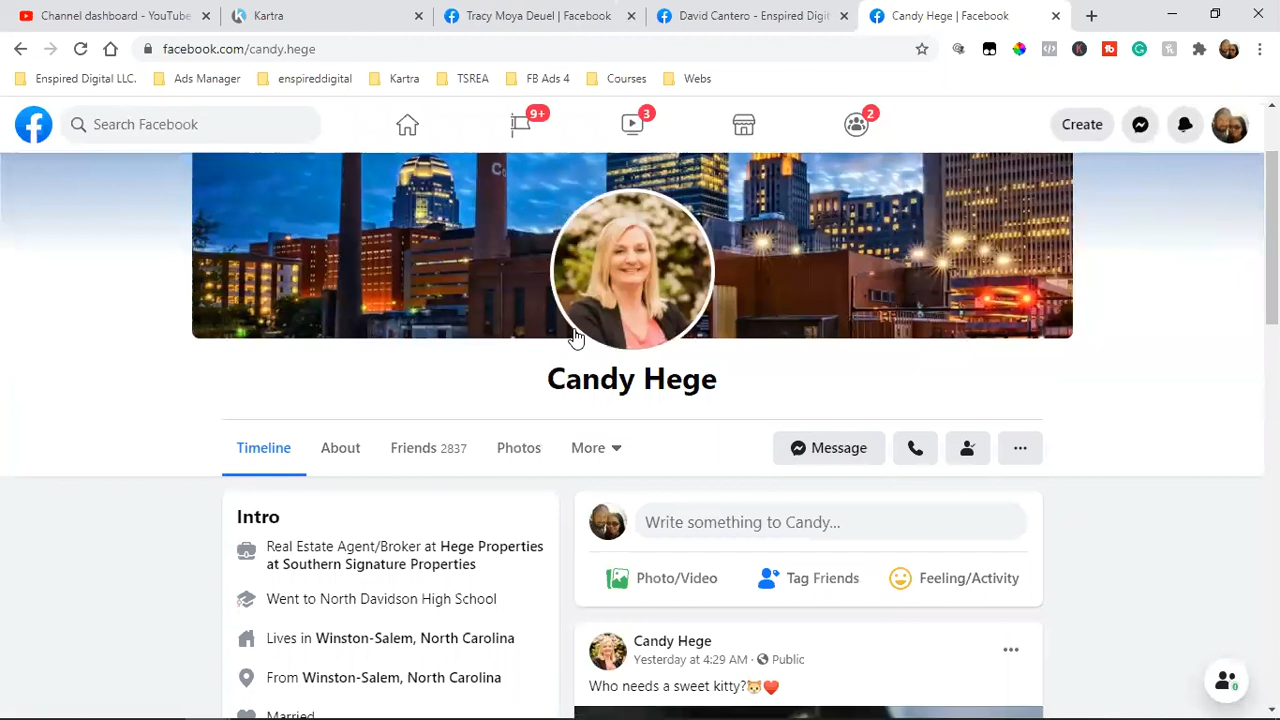 Channel dashboard - YouTube
Kartra
Tracy Moya Deuel | Facebook
David Cantero - Enspired Digit
Candy Hege | Facebook
facebook.com/candy.hege
Enspired Digital LLC.
Ads Manager
enspireddigital
Kartra
TSREA
FB Ads 4
Courses
Webs
Search Facebook
9+
3
2
Create
Candy Hege
Timeline
About
Friends 2837
Photos
More
Message
Intro
Real Estate Agent/Broker at Hege Properties
at Southern Signature Properties
Went to North Davidson High School
Lives in Winston-Salem, North Carolina
From Winston-Salem, North Carolina
Married
Write something to Candy...
Photo/Video
Tag Friends
Feeling/Activity
Candy Hege
Yesterday at 4:29 AM · Public
Who needs a sweet kitty?🐱❤️